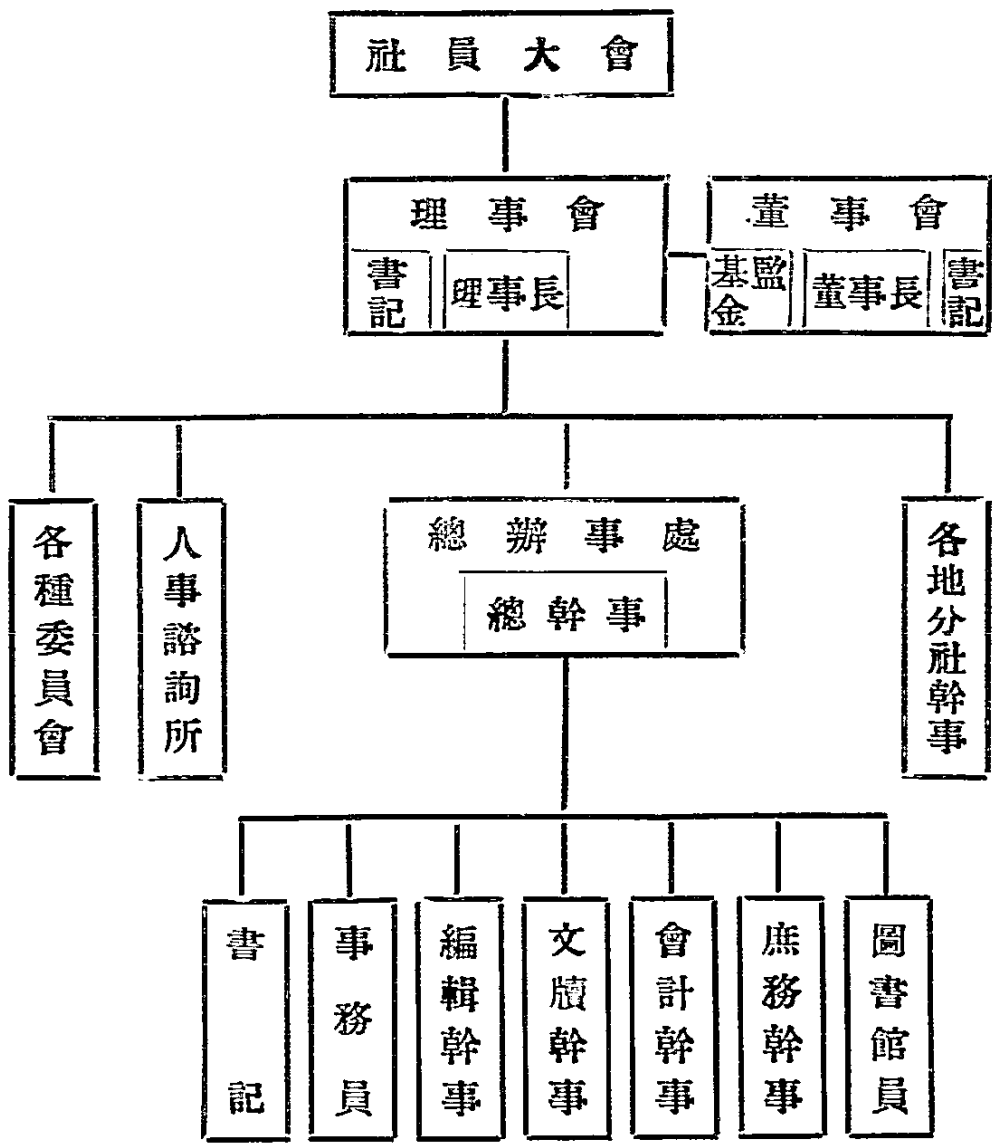 社員大會
理事會
書記
理事長
董事會
基金監
董事長
書記
各種委員會
人事諮詢所
總辦事處
總幹事
各地分社幹事
書記
事務員
編輯幹事
文牘幹事
會計幹事
庶務幹事
圖書館員